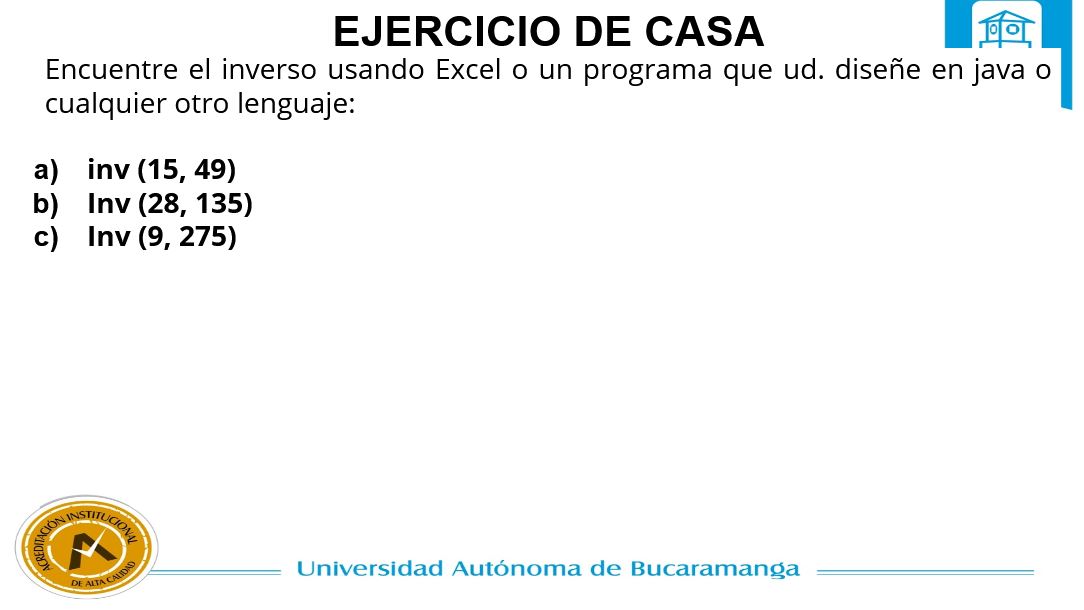 EJERCICIO DE CASA
Encuentre el inverso usando Excel o un programa que ud. diseñe en java o
cualquier otro lenguaje:
a) inv (15, 49)
b) Inv (28, 135)
c) Inv (9, 275)
ACREDITACIÓN INSTITUCIONAL
DE ALTA CALIDAD
Universidad Autónoma de Bucaramanga